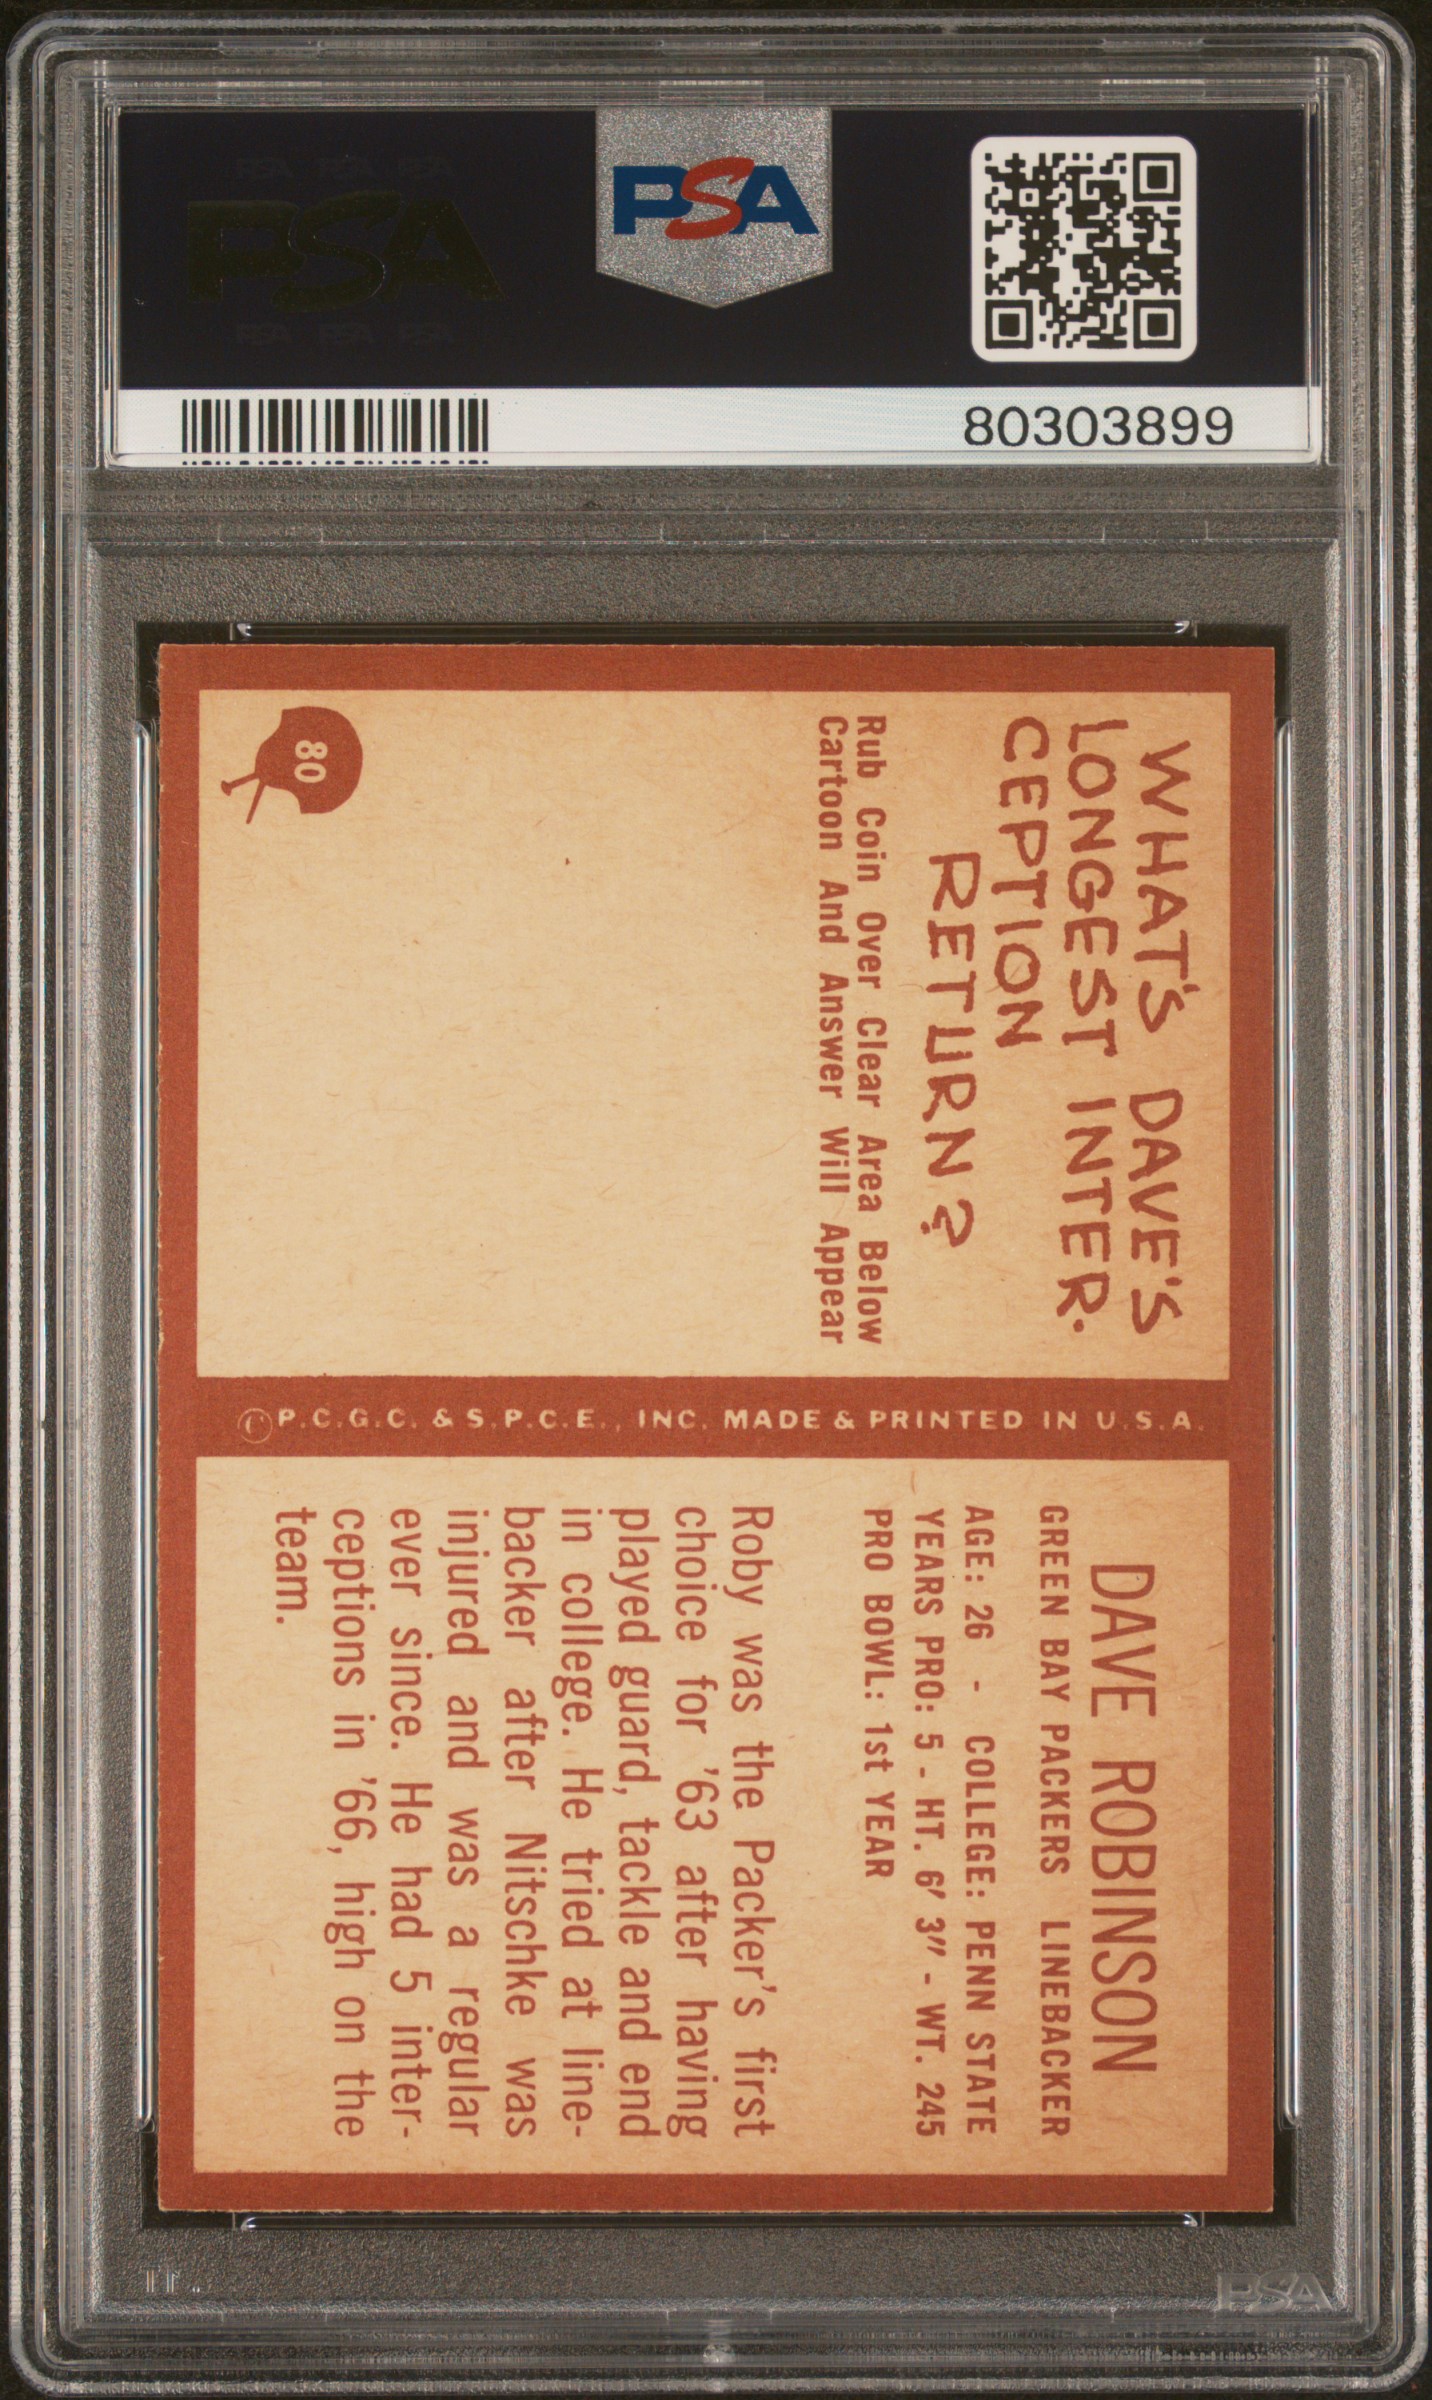 PSA
PSA
80303899
WHAT'S DAVE'S
LONGEST INTER.
CEPTION
RETURN?
Rub Coin Over Clear Area Below
Cartoon And Answer Will Appear
80
© P.C.G.C. & S.P.C.E., INC. MADE & PRINTED IN U.S.A.
DAVE ROBINSON
GREEN BAY PACKERS LINEBACKER
AGE: 26 - COLLEGE: PENN STATE
YEARS PRO: 5 - HT. 6' 3" - WT. 245
PRO BOWL: 1st YEAR
Roby was the Packer's first
choice for '63 after having
played guard, tackle and end
in college. He tried at line-
backer after Nitschke was
injured and was a regular
ever since. He had 5 inter-
ceptions in '66, high on the
team.
PSA